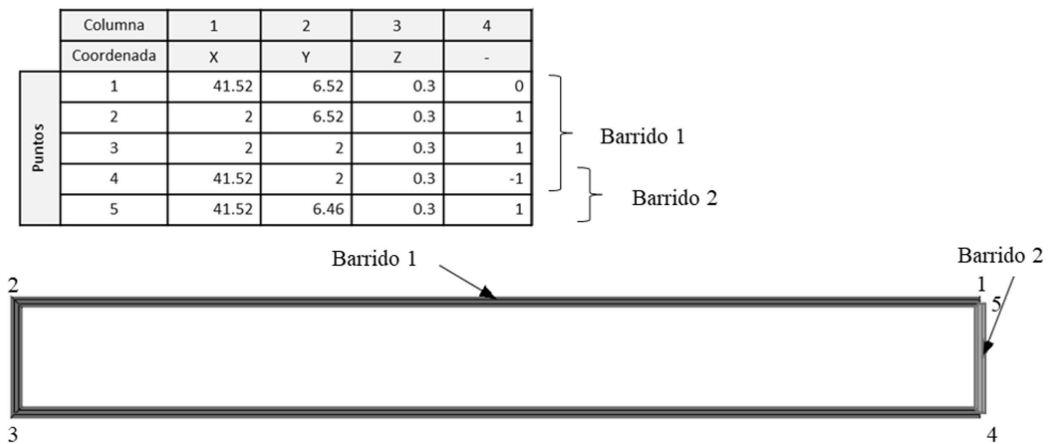 Columna 1 2 3 4
Coordenada X Y Z -
Puntos
1 41.52 6.52 0.3 0
2 2 6.52 0.3 1
3 2 2 0.3 1
4 41.52 2 0.3 -1
5 41.52 6.46 0.3 1
Barrido 1
Barrido 2
Barrido 1
Barrido 2
2
1
5
3
4